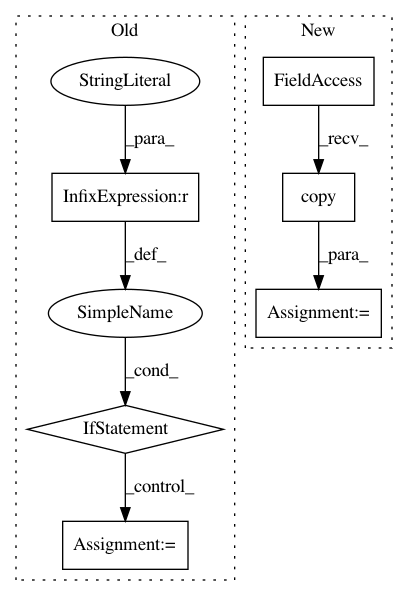 Old
New
StringLiteral
FieldAccess
_para_
_recv_
InfixExpression:r
copy
_def_
_para_
SimpleName
Assignment:=
_cond_
IfStatement
_control_
Assignment:=